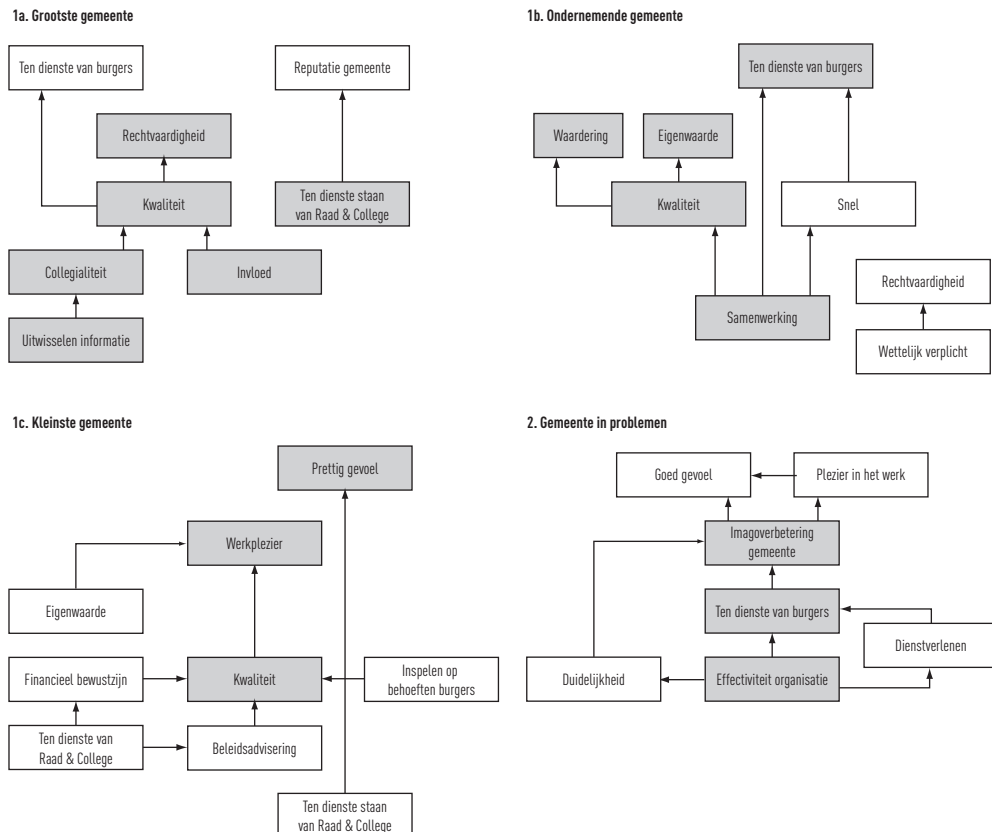 1a. Grootste gemeente
Ten dienste van burgers
Reputatie gemeente
Rechtvaardigheid
Kwaliteit
Ten dienste staan
van Raad & College
Collegialiteit
Invloed
Uitwisselen informatie
1b. Ondernemende gemeente
Ten dienste van burgers
Waardering
Eigenwaarde
Kwaliteit
Snel
Rechtvaardigheid
Samenwerking
Wettelijk verplicht
1c. Kleinste gemeente
Prettig gevoel
Werkplezier
Eigenwaarde
Financieel bewustzijn
Kwaliteit
Inspelen op
behoeften burgers
Ten dienste van
Raad & College
Beleidsadvisering
Ten dienste staan
van Raad & College
2. Gemeente in problemen
Goed gevoel
Plezier in het werk
Imagoverbetering
gemeente
Ten dienste van burgers
Dienstverlenen
Duidelijkheid
Effectiviteit organisatie